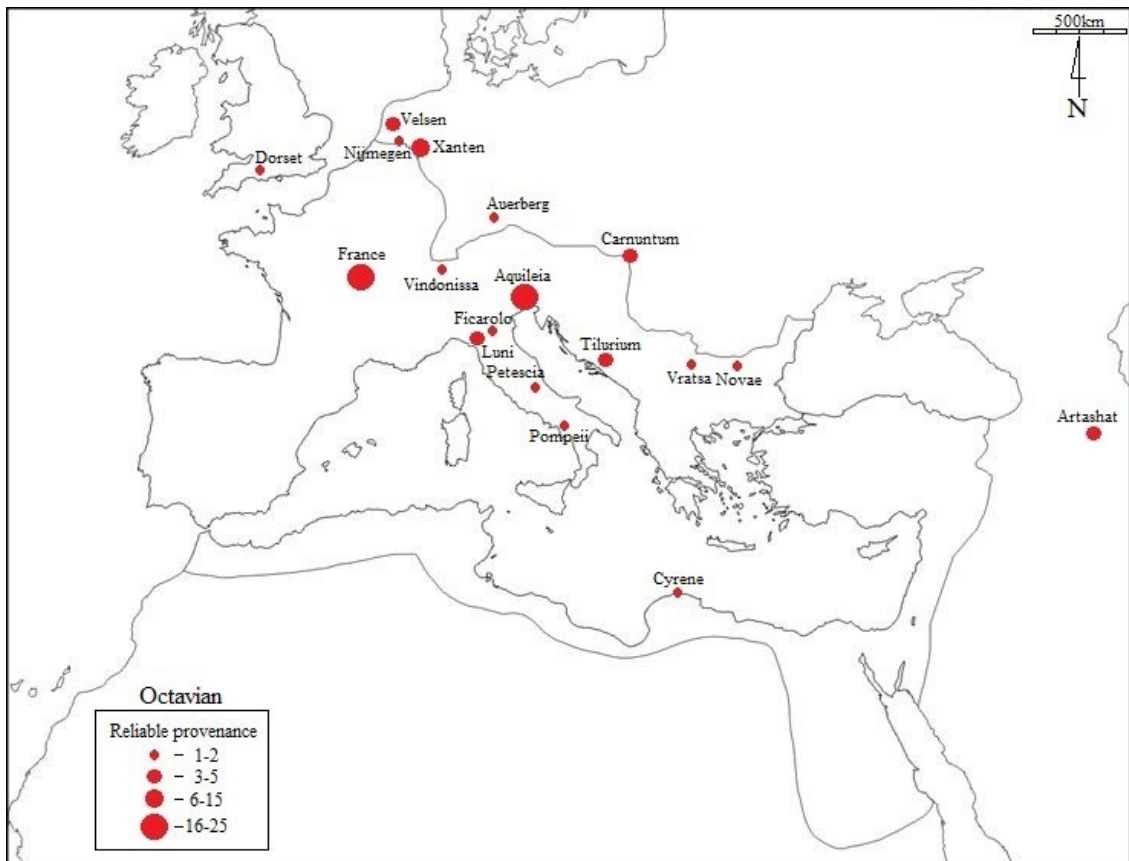 500km
N
Velsen
Nijmegen
Xanten
Dorset
Auerberg
Carnuntum
France
Vindonissa
Aquileia
Ficarolo
Luni
Tilurium
Petescia
Vratsa
Novae
Pompeii
Artashat
Cyrene
Octavian
Reliable provenance
– 1-2
– 3-5
– 6-15
–16-25